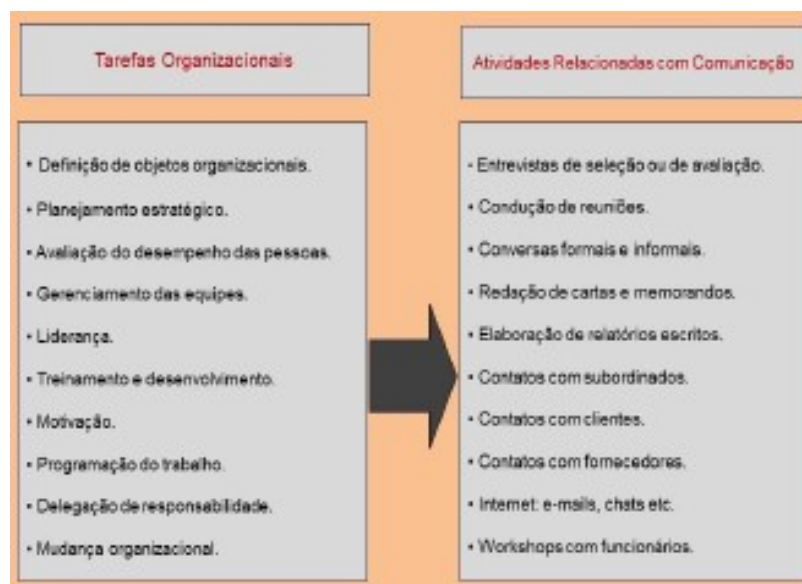 Tarefas Organizacionais
• Definição de objetos organizacionais.
• Planejamento estratégico.
• Avaliação do desempenho das pessoas.
• Gerenciamento das equipes.
• Liderança.
• Treinamento e desenvolvimento.
• Motivação.
• Programação do trabalho.
• Delegação de responsabilidade.
• Mudança organizacional.
Atividades Relacionadas com Comunicação
- Entrevistas de seleção ou de avaliação.
• Condução de reuniões.
• Conversas formais e informais.
• Redação de cartas e memorandos.
• Elaboração de relatórios escritos.
• Contatos com subordinados.
• Contatos com clientes.
• Contatos com fornecedores.
• Internet: e-mails, chats etc.
• Workshops com funcionários.